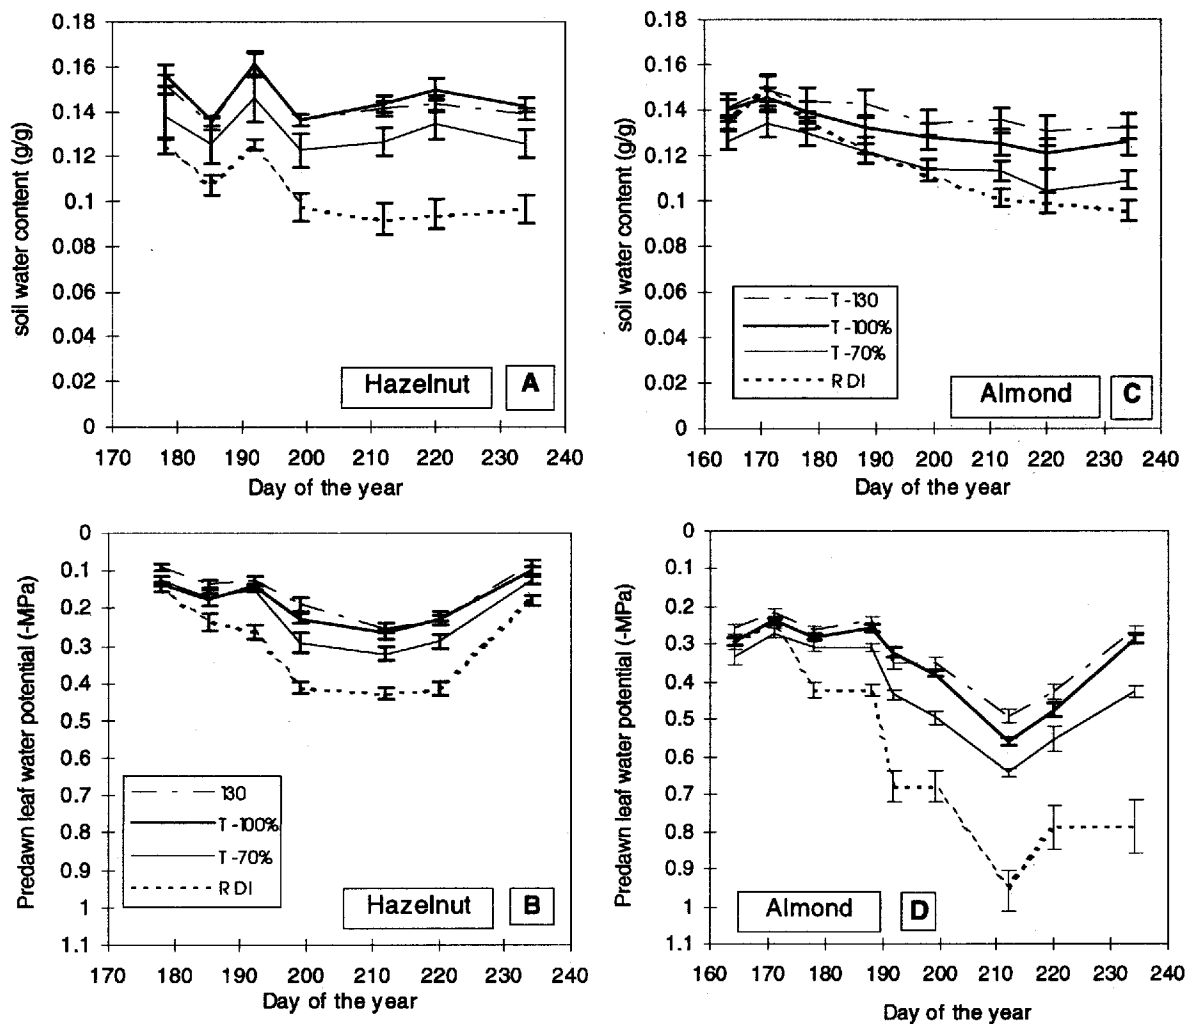 0.18
0.16
0.14
0.12
0.1
0.08
0.06
0.04
0.02
0
soil water content (g/g)
170 180 190 200 210 220 230 240
Day of the year
Hazelnut
A
0.18
0.16
0.14
0.12
0.1
0.08
0.06
0.04
0.02
0
soil water content (g/g)
T -130
T -100%
T -70%
R DI
Almond
C
160 170 180 190 200 210 220 230 240
Day of the year
0
0.1
0.2
0.3
0.4
0.5
0.6
0.7
0.8
0.9
1
1.1
Predawn leaf water potential (-MPa)
130
T -100%
T -70%
R DI
Hazelnut
B
170 180 190 200 210 220 230 240
Day of the year
0
0.1
0.2
0.3
0.4
0.5
0.6
0.7
0.8
0.9
1
1.1
Predawn leaf water potential (-MPa)
Almond
D
160 170 180 190 200 210 220 230 240
Day of the year